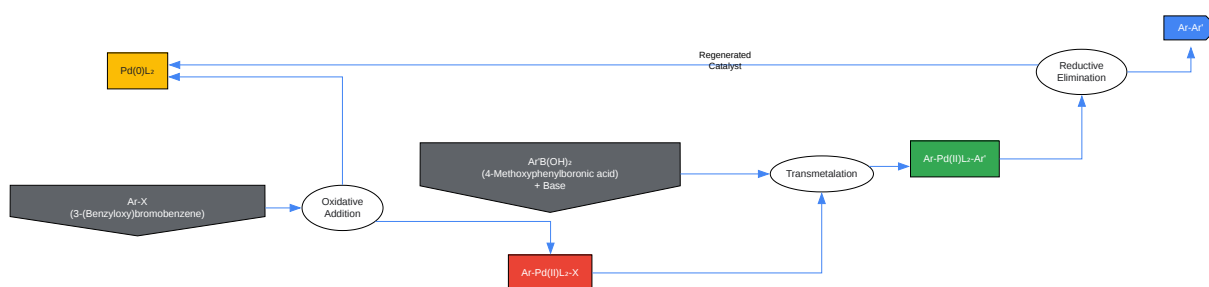 Ar-Ar'
Regenerated
Catalyst
Reductive
Elimination
Pd(0)L₂
Ar'B(OH)₂
(4-Methoxyphenylboronic acid)
+ Base
Transmetalation
Ar-Pd(II)L₂-Ar'
Ar-X
(3-(Benzyloxy)bromobenzene)
Oxidative
Addition
Ar-Pd(II)L₂-X